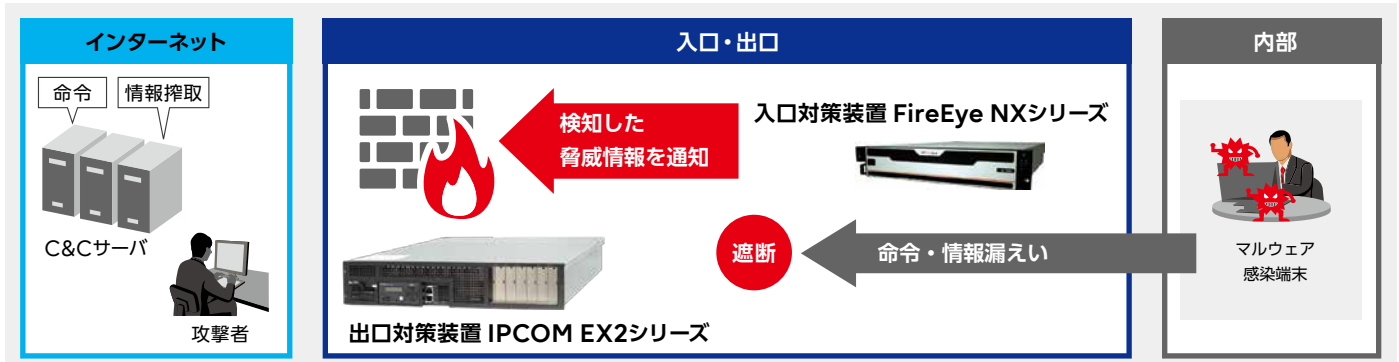 インターネット
命令
情報搾取
C&Cサーバ
攻撃者
入口・出口
検知した
脅威情報を通知
入口対策装置 FireEye NXシリーズ
遮断
命令・情報漏えい
出口対策装置 IPCOM EX2シリーズ
内部
マルウェア
感染端末